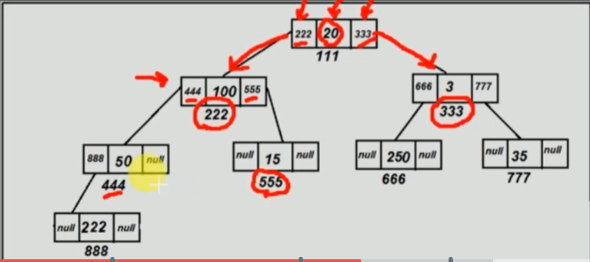 222 20 333
111
444 100 555
222
666 3 777
333
888 50 null
444
null 15 null
555
null 250 null
666
null 35 null
777
null 222 null
888